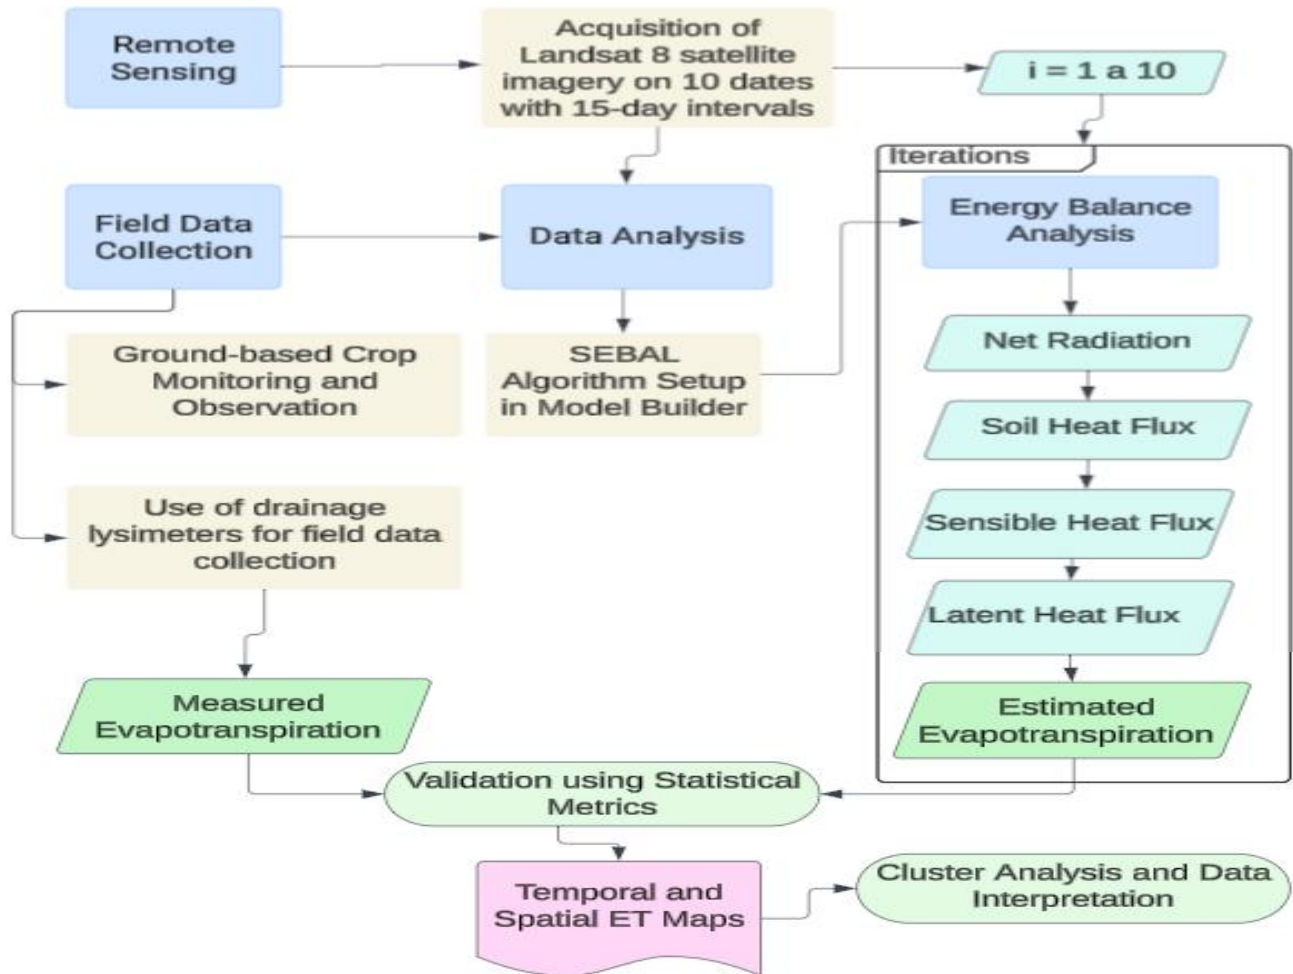 Remote
Sensing
Acquisition of
Landsat 8 satellite
imagery on 10 dates
with 15-day intervals
i = 1 a 10
Iterations
Field Data
Collection
Data Analysis
Energy Balance
Analysis
Ground-based Crop
Monitoring and
Observation
SEBAL
Algorithm Setup
in Model Builder
Net Radiation
Soil Heat Flux
Use of drainage
lysimeters for field data
collection
Sensible Heat Flux
Latent Heat Flux
Measured
Evapotranspiration
Estimated
Evapotranspiration
Validation using Statistical
Metrics
Temporal and
Spatial ET Maps
Cluster Analysis and Data
Interpretation